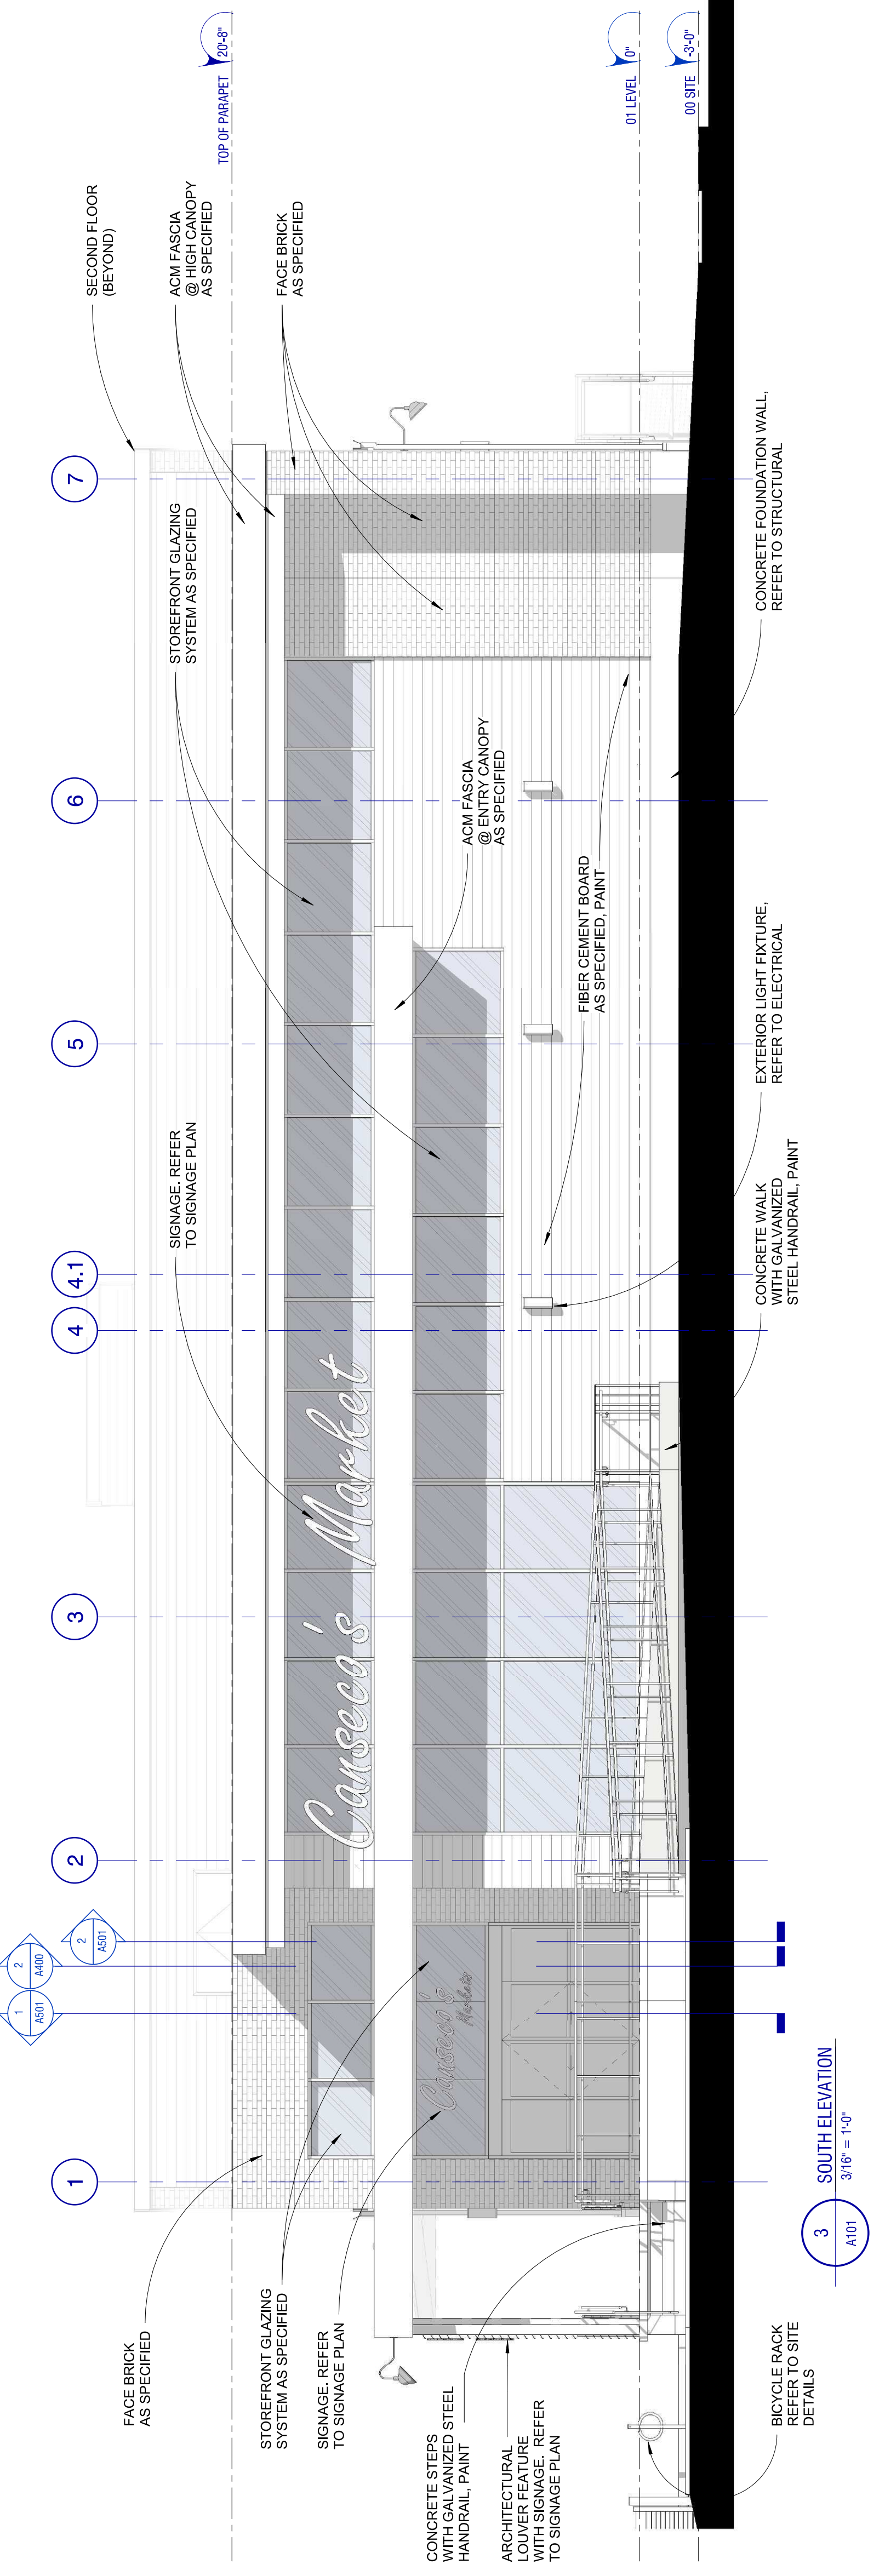 1
2
3
4
4.1
5
6
7
1
A501
2
A400
2
A501
FACE BRICK
AS SPECIFIED
STOREFRONT GLAZING
SYSTEM AS SPECIFIED
SIGNAGE. REFER
TO SIGNAGE PLAN
CONCRETE STEPS
WITH GALVANIZED STEEL
HANDRAIL, PAINT
ARCHITECTURAL
LOUVER FEATURE
WITH SIGNAGE. REFER
TO SIGNAGE PLAN
BICYCLE RACK
REFER TO SITE
DETAILS
SIGNAGE. REFER
TO SIGNAGE PLAN
STOREFRONT GLAZING
SYSTEM AS SPECIFIED
SECOND FLOOR
(BEYOND)
ACM FASCIA
@ HIGH CANOPY
AS SPECIFIED
FACE BRICK
AS SPECIFIED
TOP OF PARAPET
20'-8"
01 LEVEL
0"
00 SITE
-3'-0"
Canseco's Market
Canseco's
Markets
ACM FASCIA
@ ENTRY CANOPY
AS SPECIFIED
FIBER CEMENT BOARD
AS SPECIFIED, PAINT
CONCRETE WALK
WITH GALVANIZED
STEEL HANDRAIL, PAINT
EXTERIOR LIGHT FIXTURE,
REFER TO ELECTRICAL
CONCRETE FOUNDATION WALL,
REFER TO STRUCTURAL
3
A101
SOUTH ELEVATION
3/16" = 1'-0"